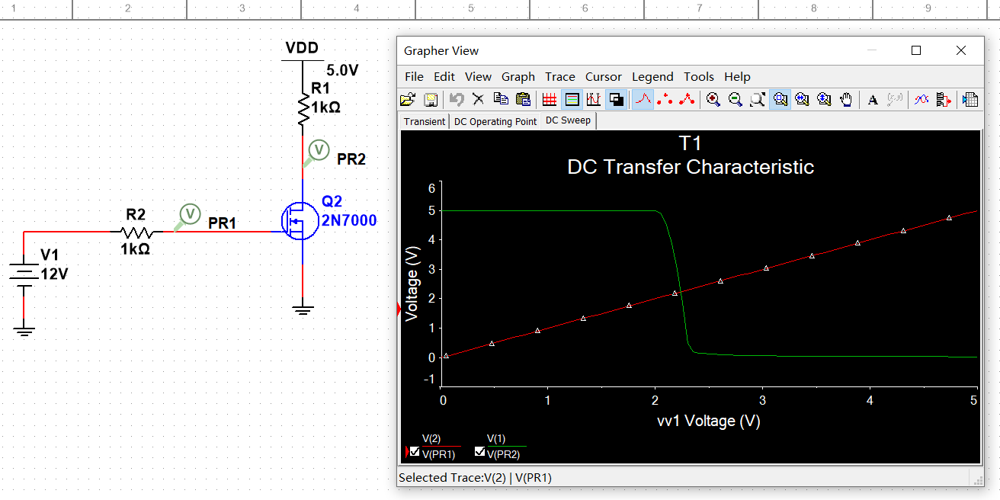 1 2 3 4 5 6 7 8 9
VDD
5.0V
R1
1kΩ
V
PR2
Q2
2N7000
V
PR1
R2
1kΩ
V1
12V
Grapher View
File Edit View Graph Trace Cursor Legend Tools Help
A
Transient DC Operating Point DC Sweep
T1
DC Transfer Characteristic
Voltage (V)
6
5
4
3
2
1
0
-1
0 1 2 3 4 5
vv1 Voltage (V)
V(2) V(1)
V(PR1) V(PR2)
Selected Trace:V(2) | V(PR1)